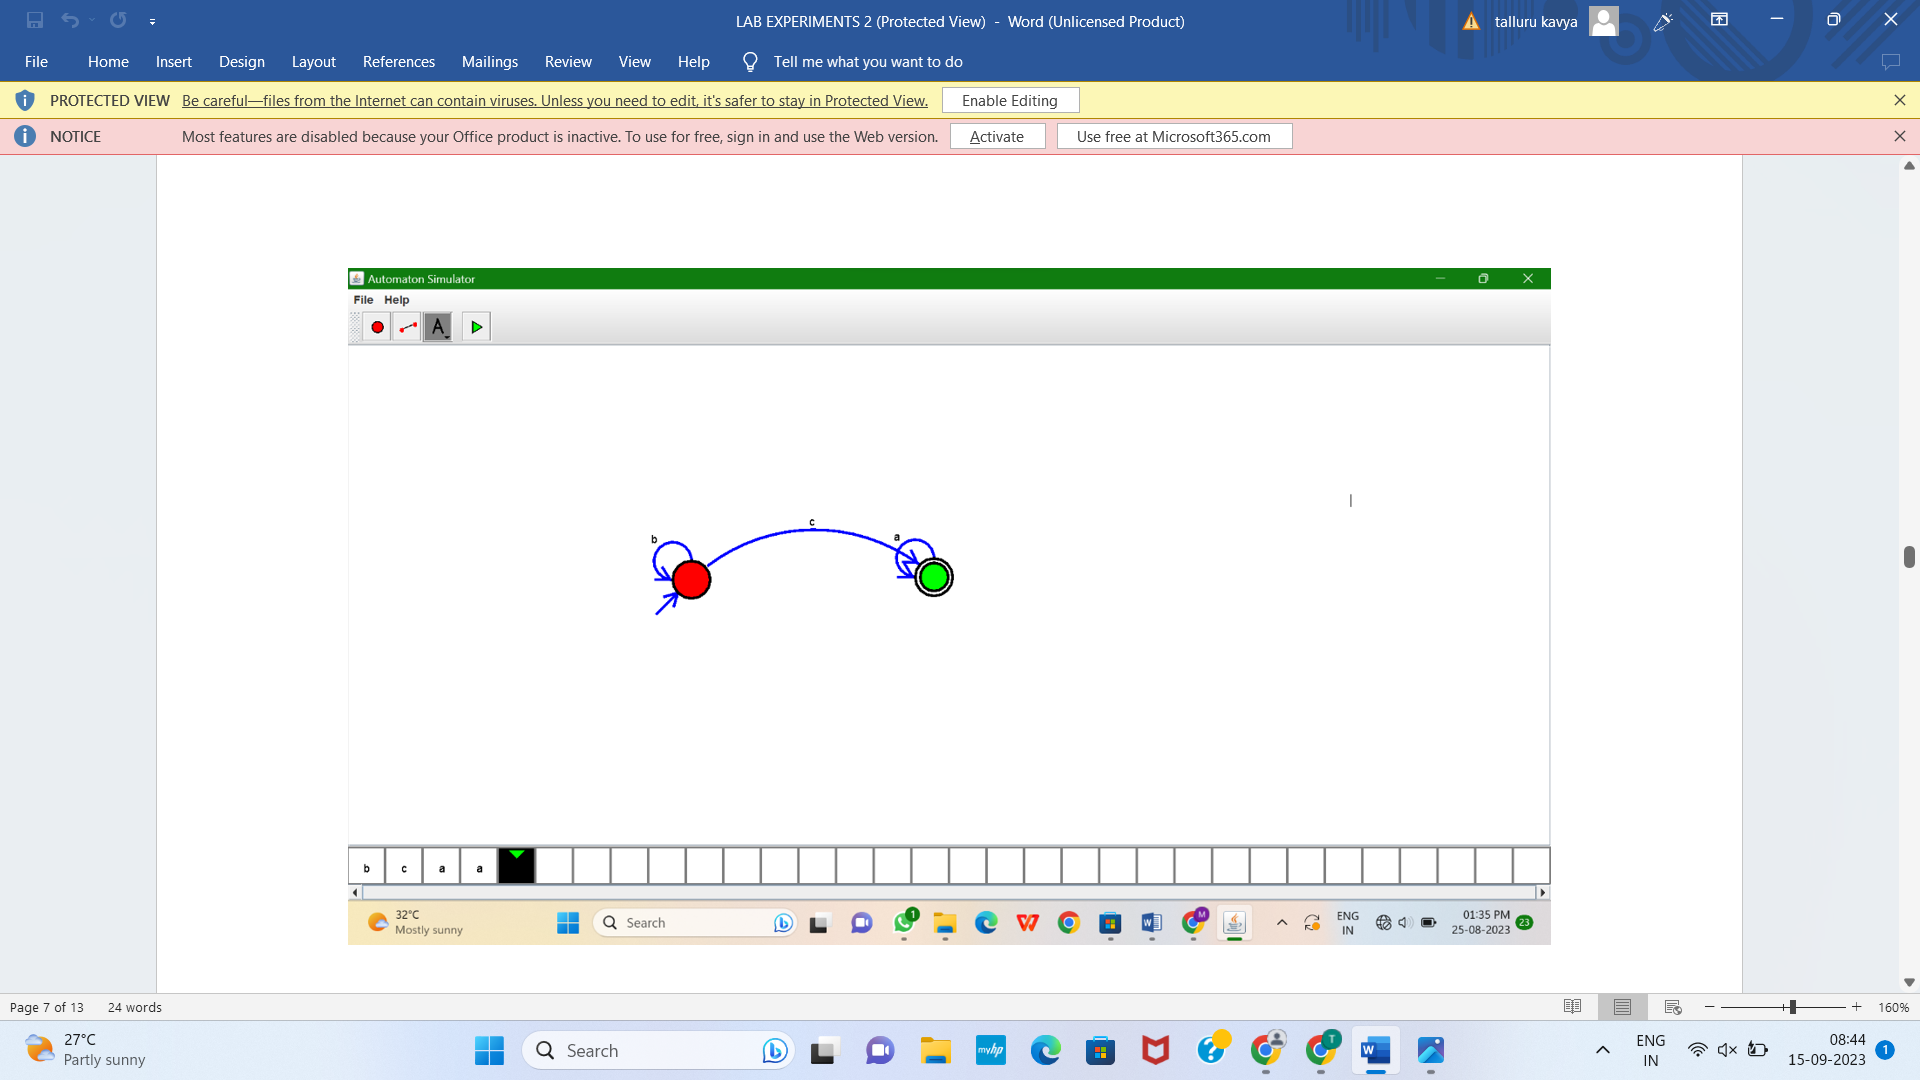 LAB EXPERIMENTS 2 (Protected View) - Word (Unlicensed Product)
talluru kavya
File Home Insert Design Layout References Mailings Review View Help Tell me what you want to do
PROTECTED VIEW Be careful—files from the Internet can contain viruses. Unless you need to edit, it's safer to stay in Protected View. Enable Editing
NOTICE Most features are disabled because your Office product is inactive. To use for free, sign in and use the Web version. Activate Use free at Microsoft365.com
Automaton Simulator
File Help
A
c
b
a
b c a a
32°C
Mostly sunny
Search
1
M
ENG
IN
01:35 PM
25-08-2023
23
Page 7 of 13 24 words
160%
27°C
Partly sunny
Search
myhp
T
ENG
IN
08:44
15-09-2023
1